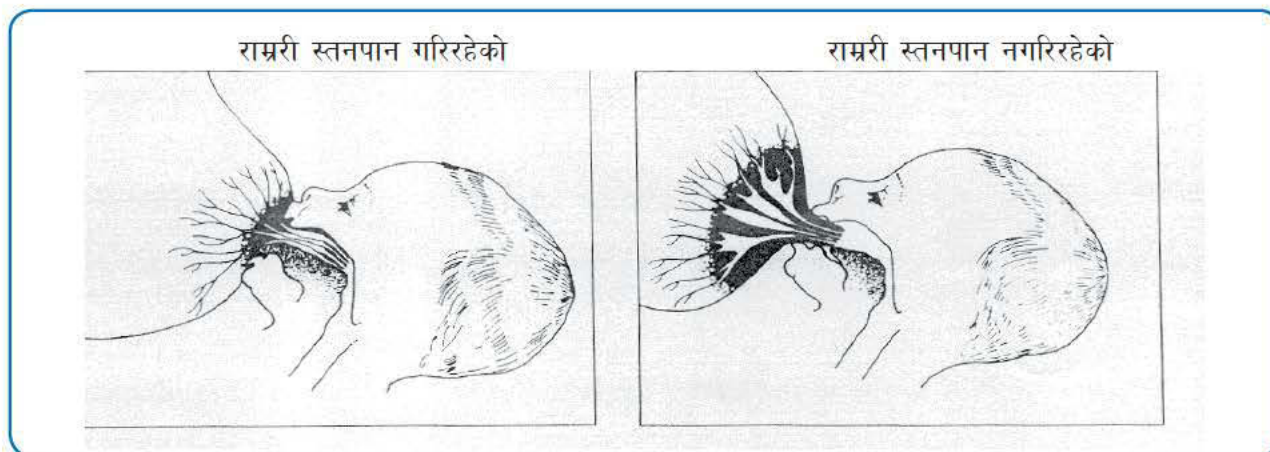 राम्ररी स्तनपान गरिरहेको
राम्ररी स्तनपान नगरिरहेको